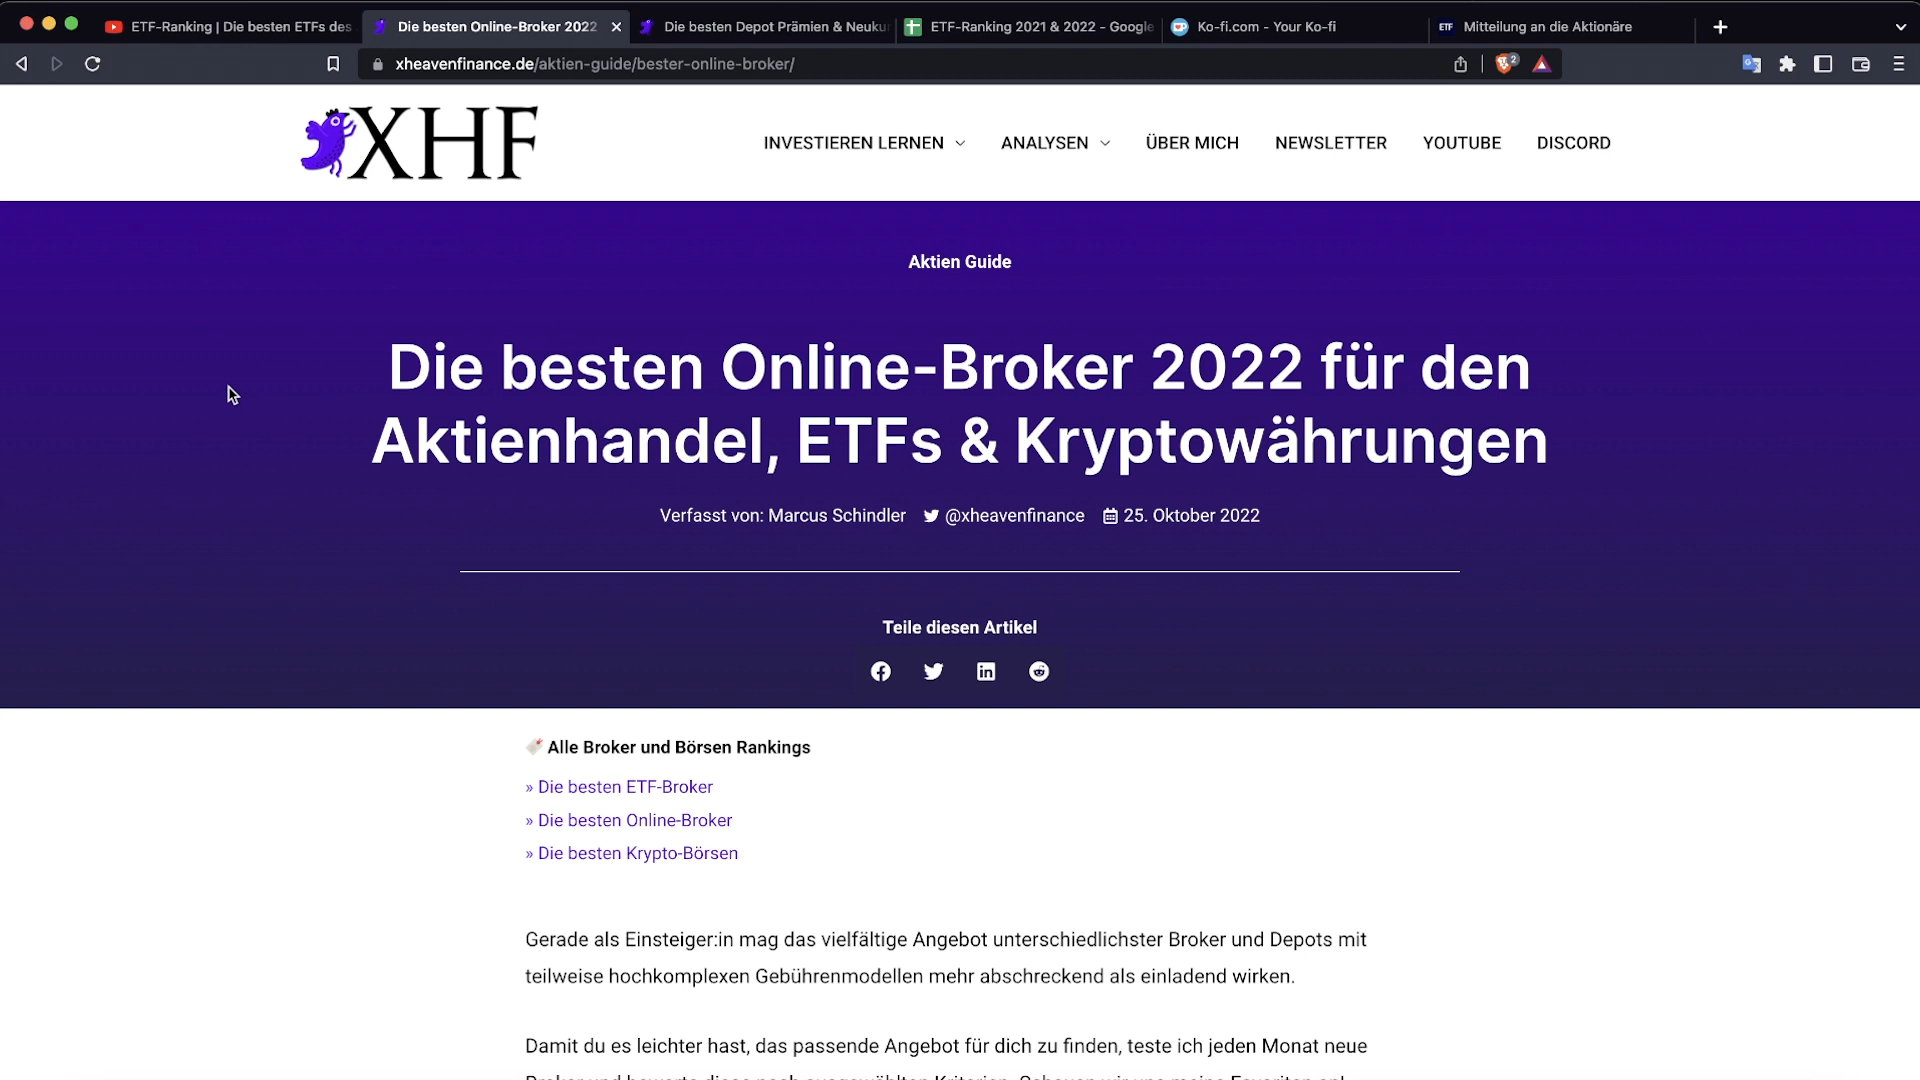 ETF-Ranking | Die besten ETFs des
Die besten Online-Broker 2022
Die besten Depot Prämien & Neuku
ETF-Ranking 2021 & 2022 - Google
Ko-fi.com - Your Ko-fi
ETF
Mitteilung an die Aktionäre
xheavenfinance.de/aktien-guide/bester-online-broker/
2
XHF
INVESTIEREN LERNEN
ANALYSEN
ÜBER MICH
NEWSLETTER
YOUTUBE
DISCORD
Aktien Guide
Die besten Online-Broker 2022 für den
Aktienhandel, ETFs & Kryptowährungen
Verfasst von: Marcus Schindler @xheavenfinance 25. Oktober 2022
Teile diesen Artikel
Alle Broker und Börsen Rankings
» Die besten ETF-Broker
» Die besten Online-Broker
» Die besten Krypto-Börsen
Gerade als Einsteiger:in mag das vielfältige Angebot unterschiedlichster Broker und Depots mit
teilweise hochkomplexen Gebührenmodellen mehr abschreckend als einladend wirken.
Damit du es leichter hast, das passende Angebot für dich zu finden, teste ich jeden Monat neue